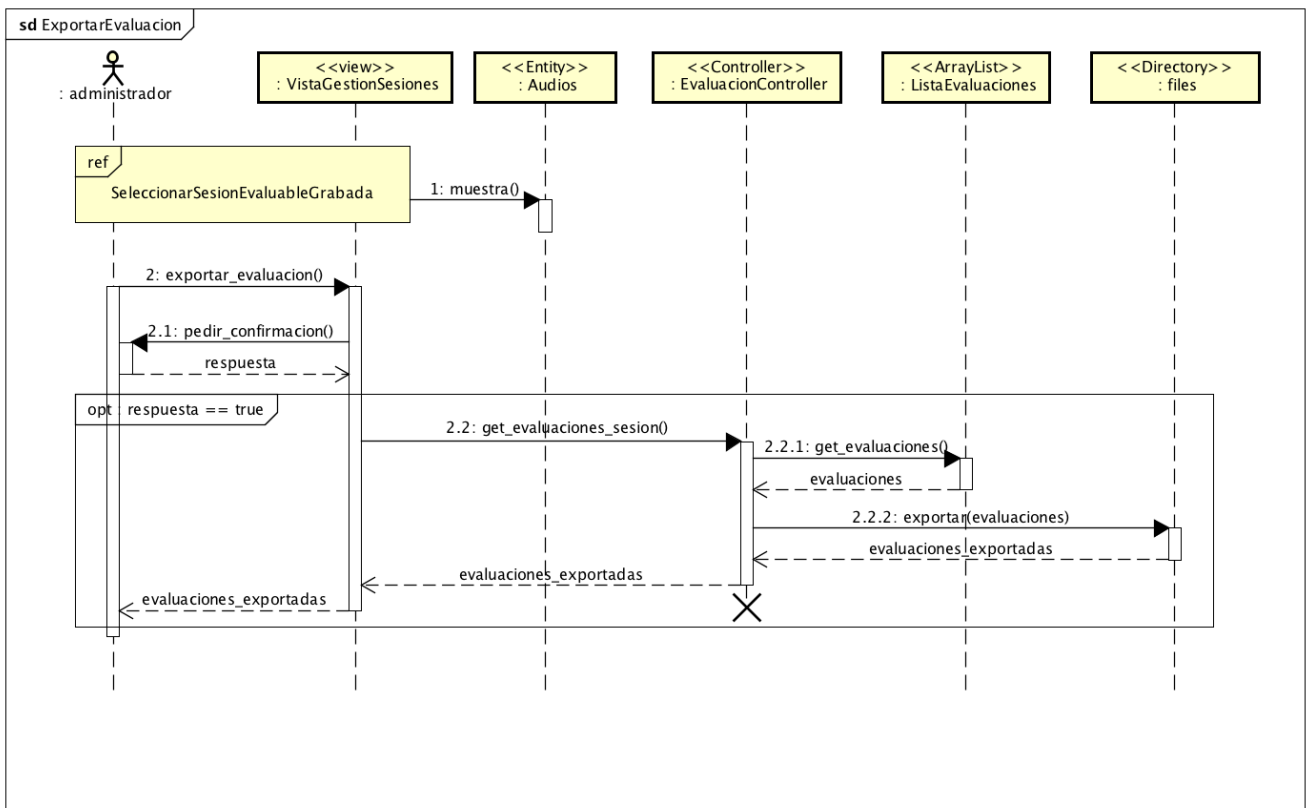 sd ExportarEvaluacion
: administrador
<<view>>
: VistaGestionSesiones
<<Entity>>
: Audios
<<Controller>>
: EvaluacionController
<<ArrayList>>
: ListaEvaluaciones
<<Directory>>
: files
ref
SeleccionarSesionEvaluableGrabada
1: muestra()
2: exportar_evaluacion()
2.1: pedir_confirmacion()
respuesta
opt : respuesta == true
2.2: get_evaluaciones_sesion()
2.2.1: get_evaluaciones()
evaluaciones
2.2.2: exportar(evaluaciones)
evaluaciones_exportadas
evaluaciones_exportadas
evaluaciones_exportadas